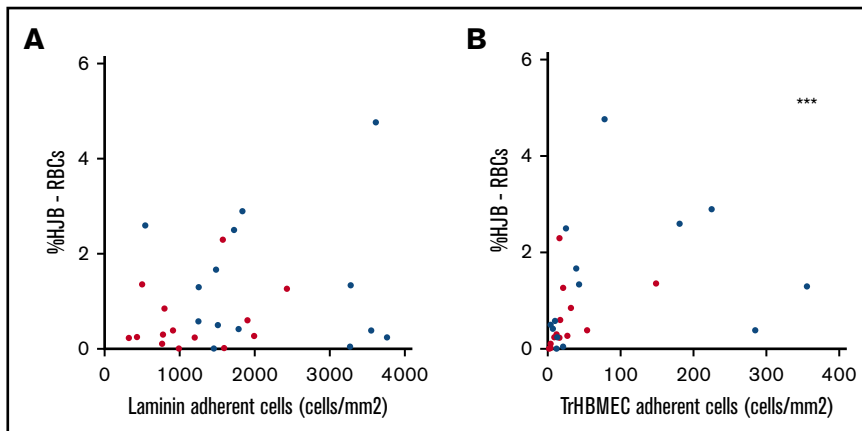 A
B
6
4
2
0
%HJB - RBCs
0 1000 2000 3000 4000
Laminin adherent cells (cells/mm2)
6
4
2
0
%HJB - RBCs
***
0 100 200 300 400
TrHBMEC adherent cells (cells/mm2)